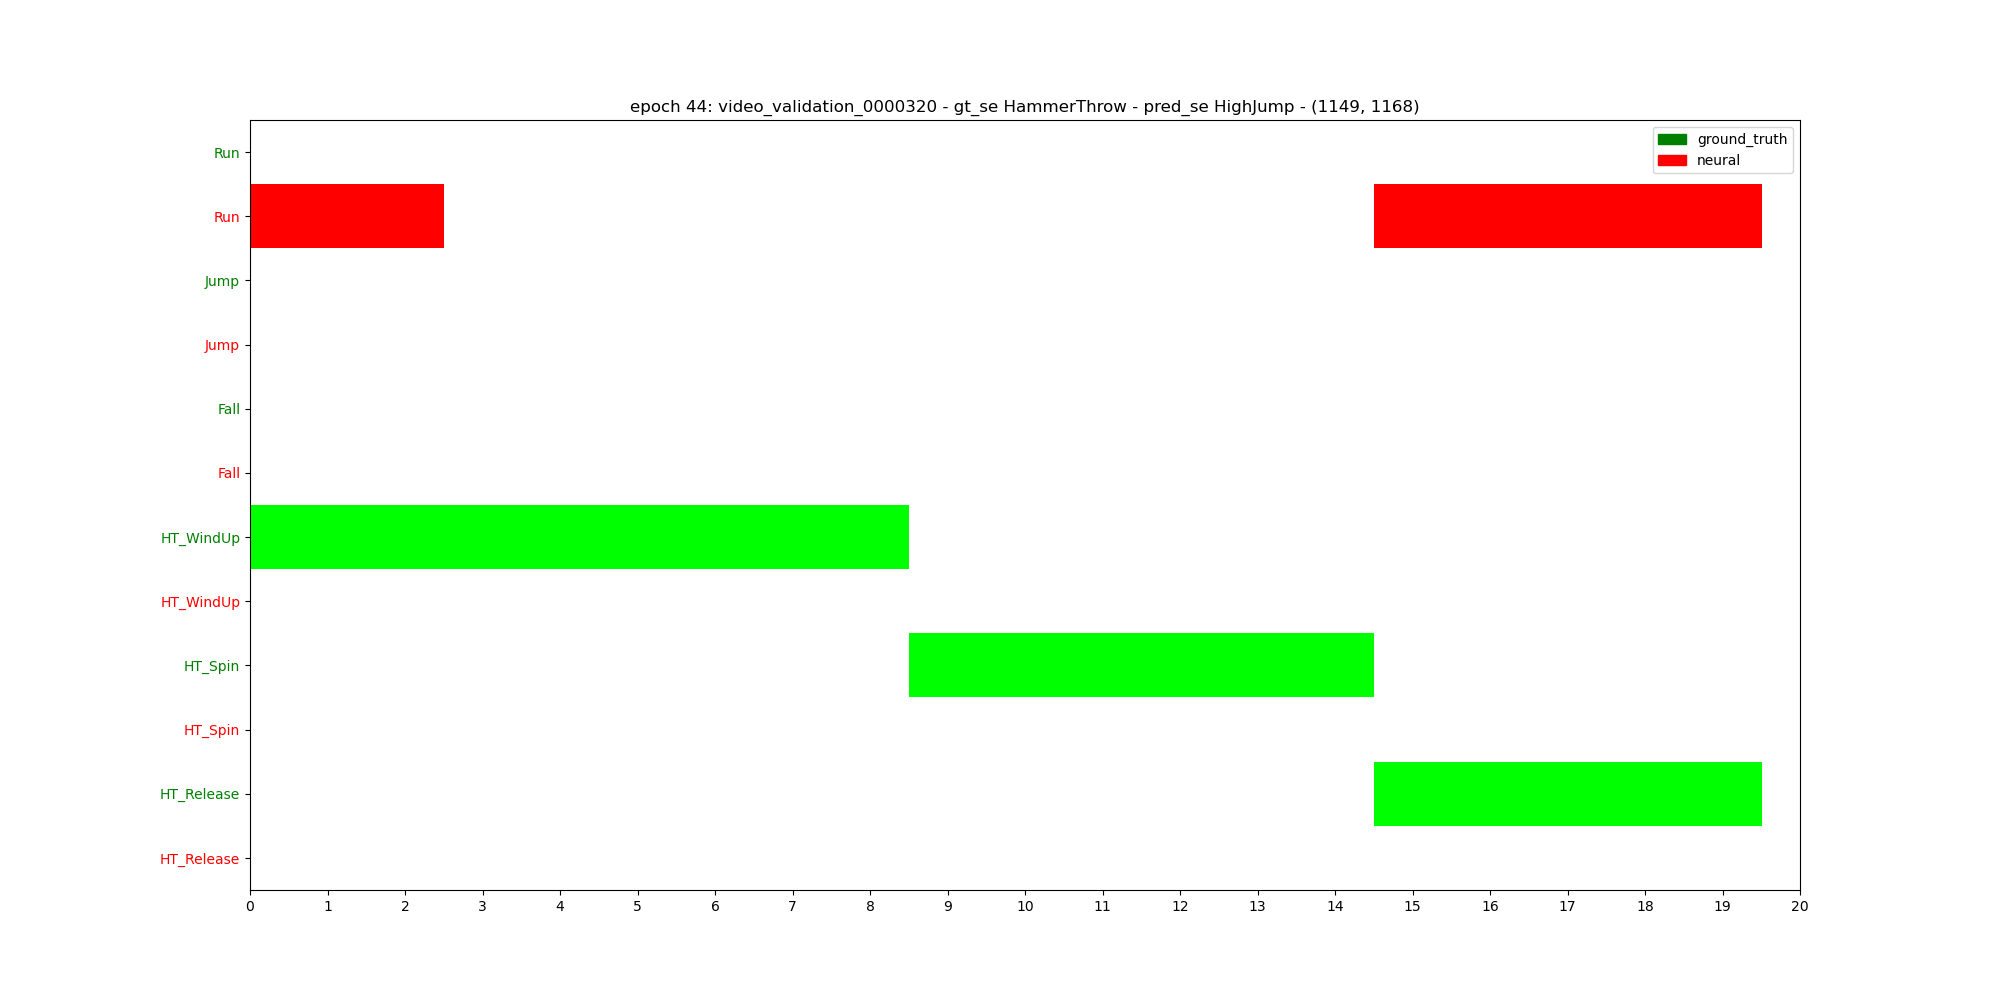 epoch 44: video_validation_0000320 - gt_se HammerThrow - pred_se HighJump - (1149, 1168)
ground_truth
neural
Run
Run
Jump
Jump
Fall
Fall
HT_WindUp
HT_WindUp
HT_Spin
HT_Spin
HT_Release
HT_Release
0 1 2 3 4 5 6 7 8 9 10 11 12 13 14 15 16 17 18 19 20